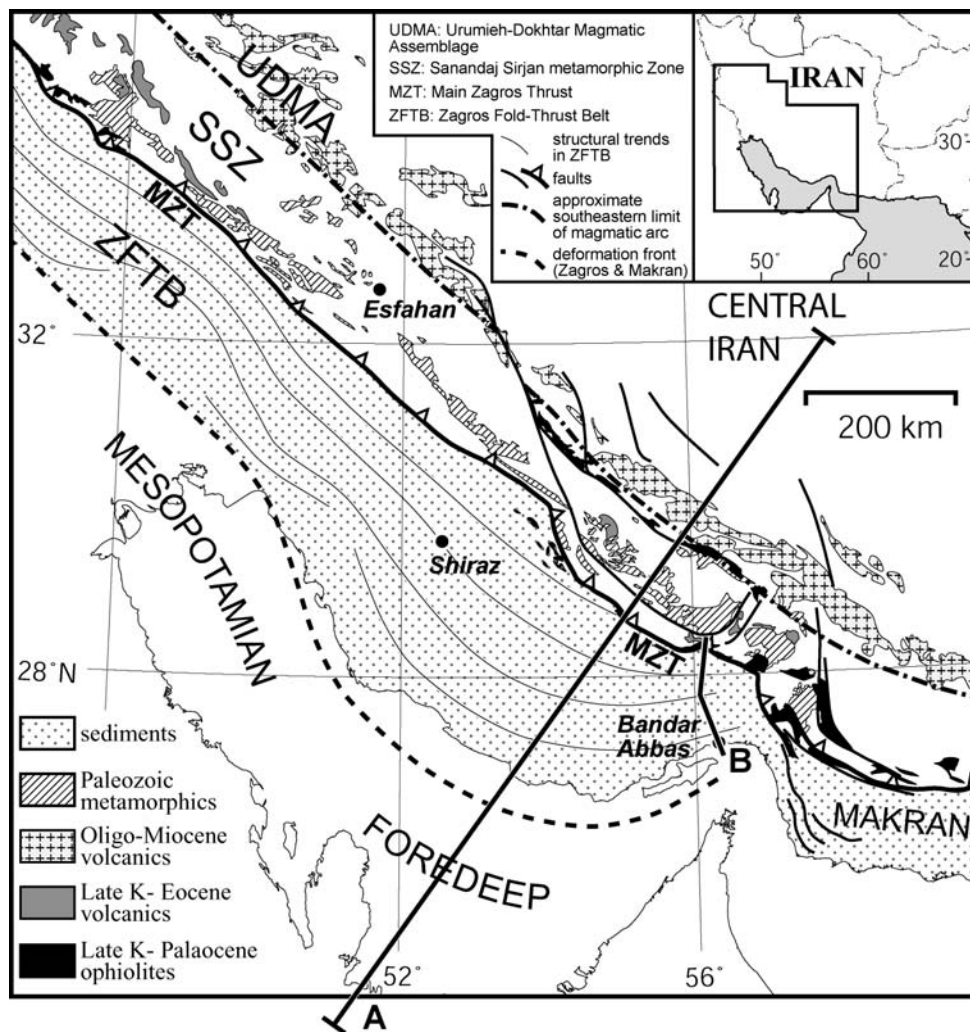 UDMA: Urumieh-Dokhtar Magmatic
Assemblage
SSZ: Sanandaj Sirjan metamorphic Zone
MZT: Main Zagros Thrust
ZFTB: Zagros Fold-Thrust Belt
structural trends
in ZFTB
faults
approximate
southeastern limit
of magmatic arc
deformation front
(Zagros & Makran)
IRAN
30°
50°
60°
20°
UDMA
SSZ
MZT
ZFTB
Esfahan
CENTRAL
IRAN
32°
200 km
MESOPOTAMIAN
Shiraz
MZT
28°N
Bandar
Abbas
B
MAKRAN
FOREDEEP
sediments
Paleozoic
metamorphics
Oligo-Miocene
volcanics
Late K- Eocene
volcanics
Late K- Palaocene
ophiolites
52°
56°
A